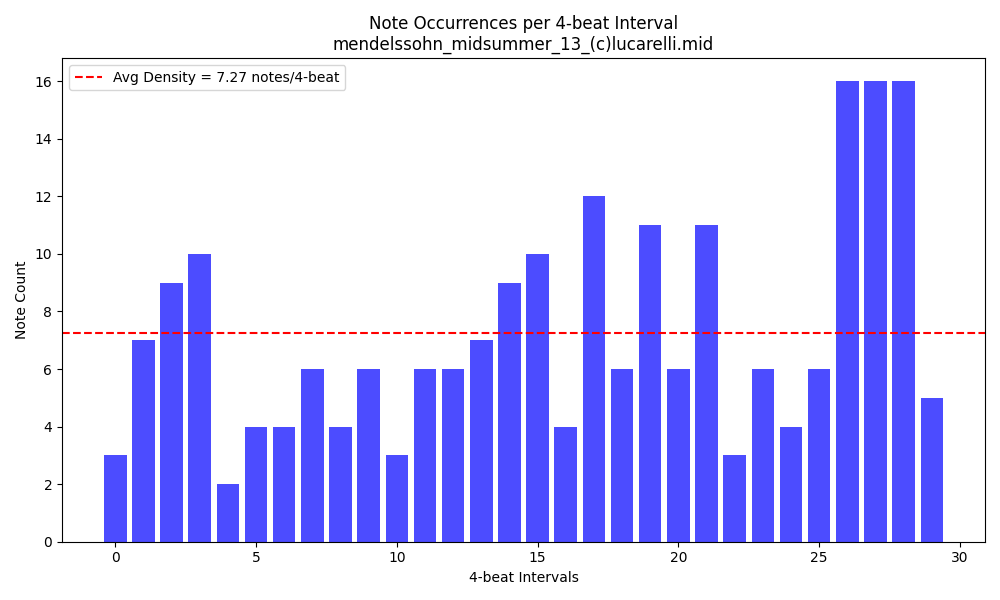 Note Occurrences per 4-beat Interval
mendelssohn_midsummer_13_(c)lucarelli.mid
Avg Density = 7.27 notes/4-beat
Note Count
16
14
12
10
8
6
4
2
0
0 5 10 15 20 25 30
4-beat Intervals